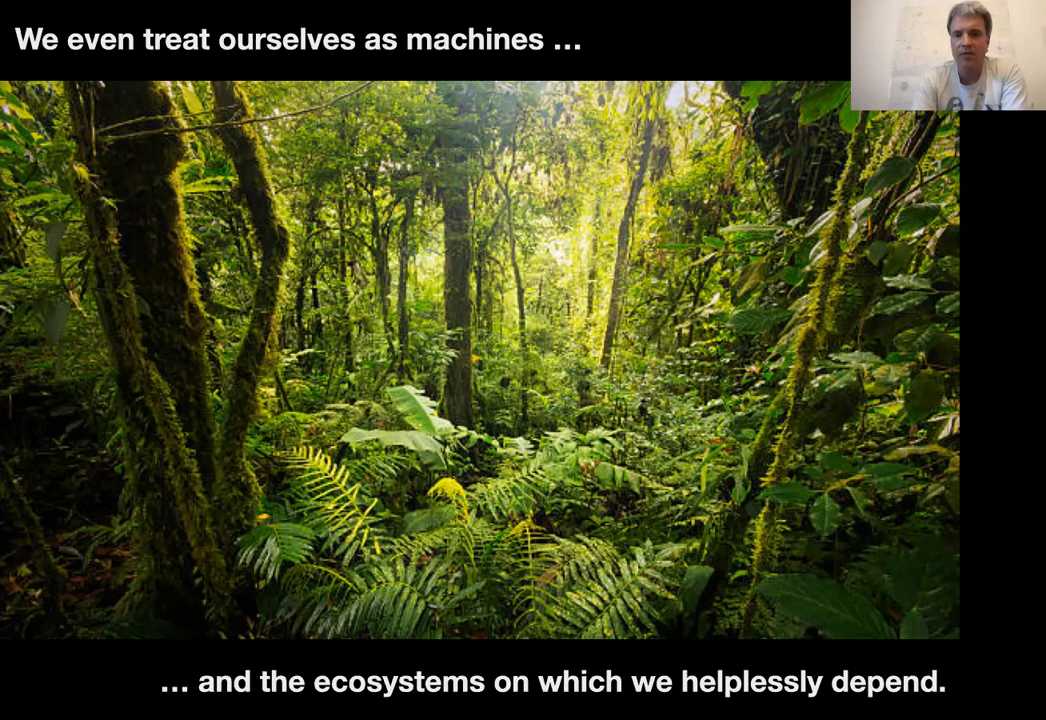 We even treat ourselves as machines …
… and the ecosystems on which we helplessly depend.